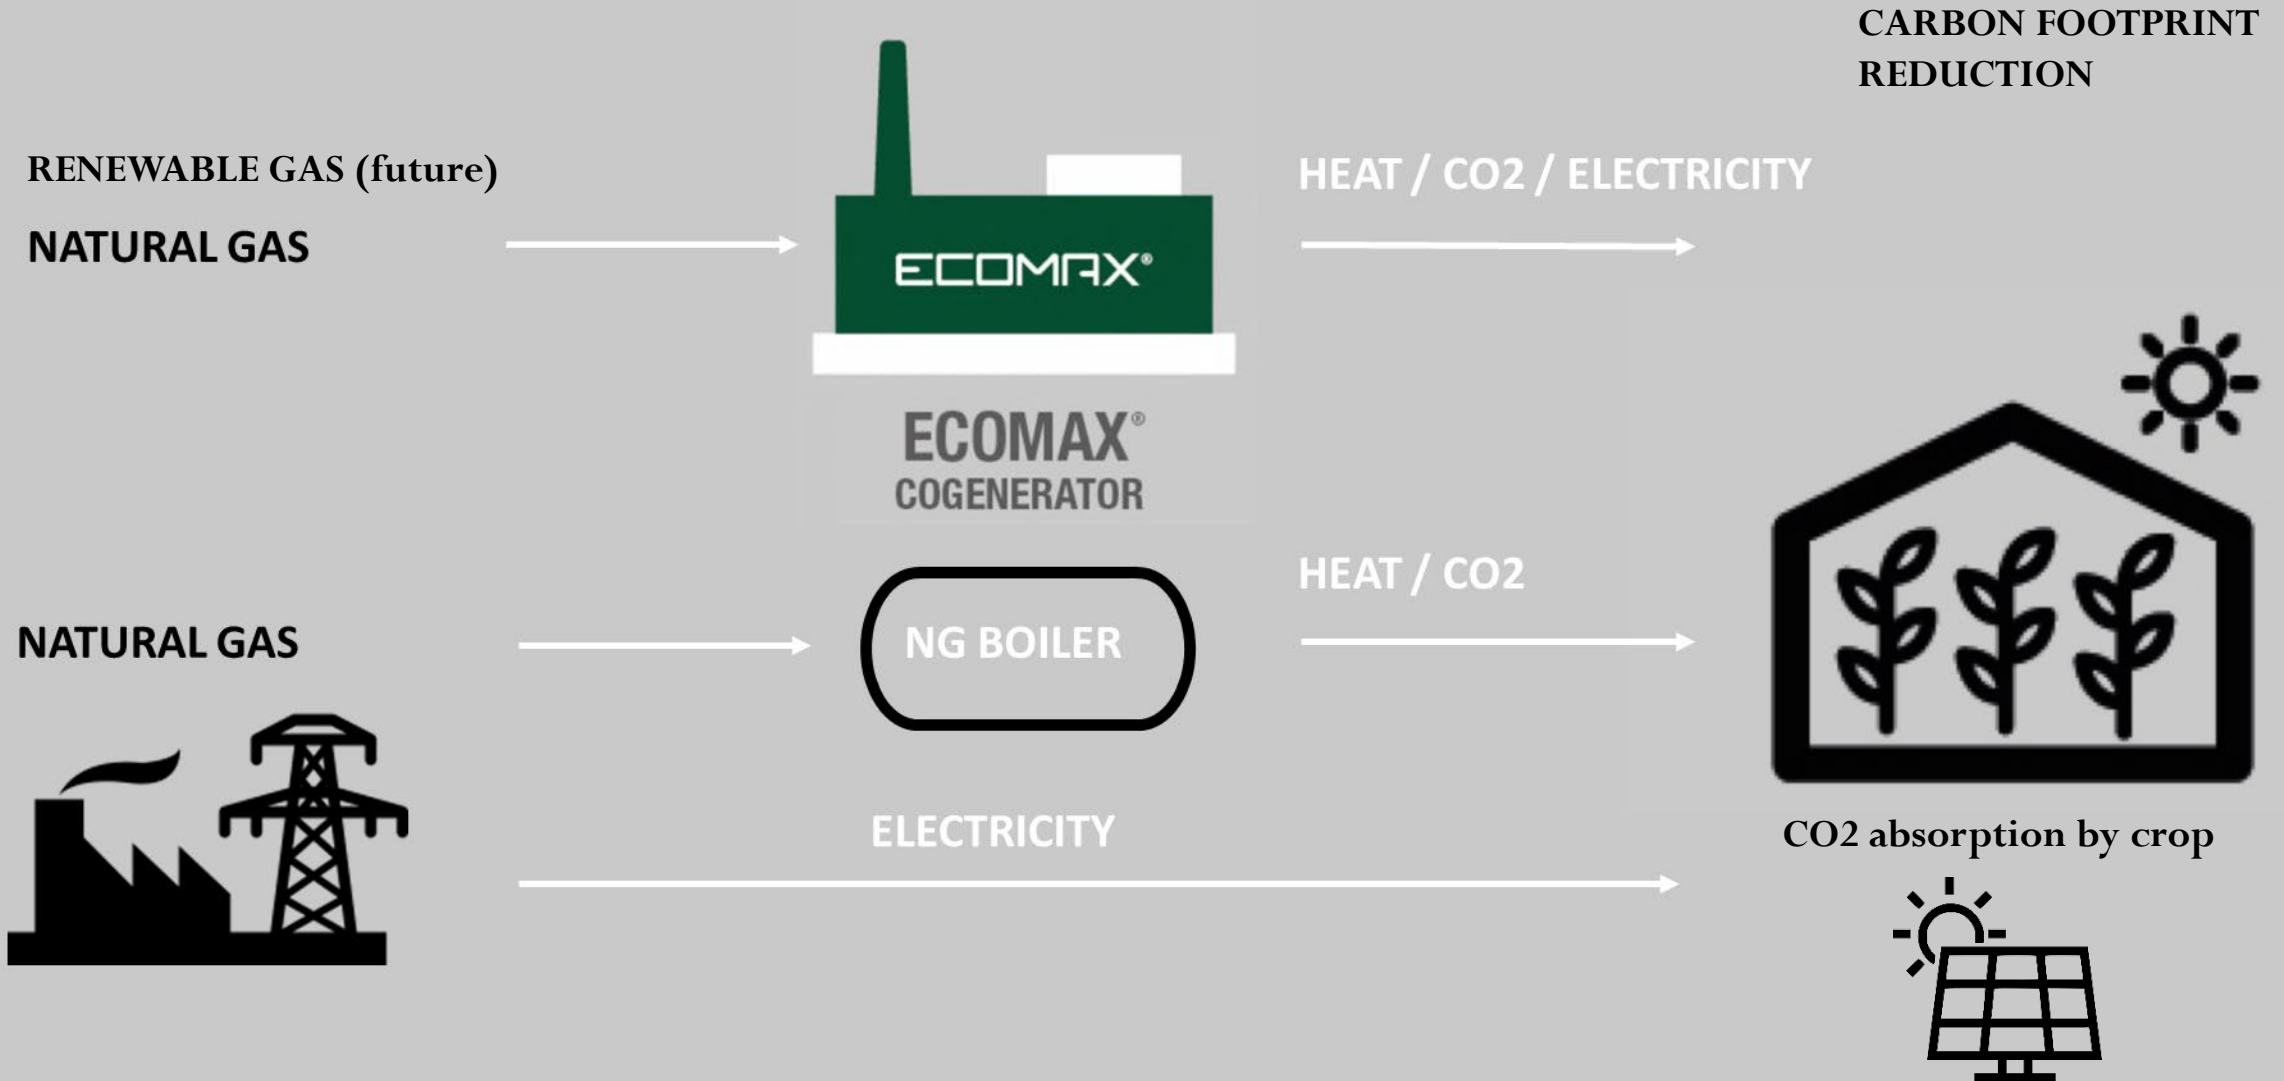 CARBON FOOTPRINT
REDUCTION
RENEWABLE GAS (future)
HEAT / CO2 / ELECTRICITY
NATURAL GAS
ECOMAX®
ECOMAX®
COGENERATOR
HEAT / CO2
NATURAL GAS
NG BOILER
ELECTRICITY
CO2 absorption by crop